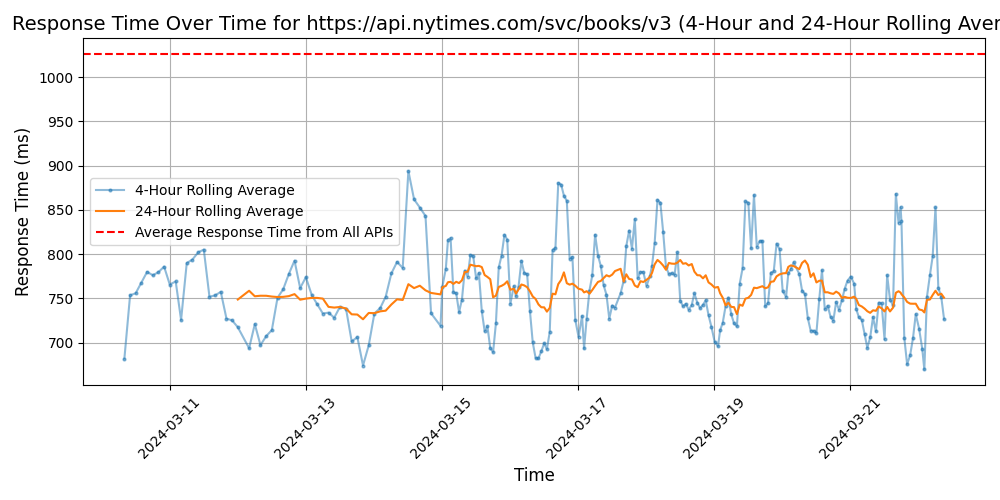 Response Time Over Time for https://api.nytimes.com/svc/books/v3 (4-Hour and 24-Hour Rolling Aver
Response Time (ms)
1000
950
900
850
800
750
700
4-Hour Rolling Average
24-Hour Rolling Average
Average Response Time from All APIs
2024-03-11
2024-03-13
2024-03-15
2024-03-17
2024-03-19
2024-03-21
Time